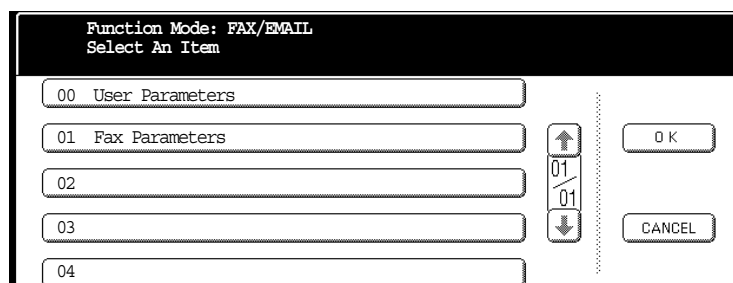 Function Mode: FAX/EMAIL
Select An Item
00 User Parameters
01 Fax Parameters
OK
01/01
02
03
CANCEL
04